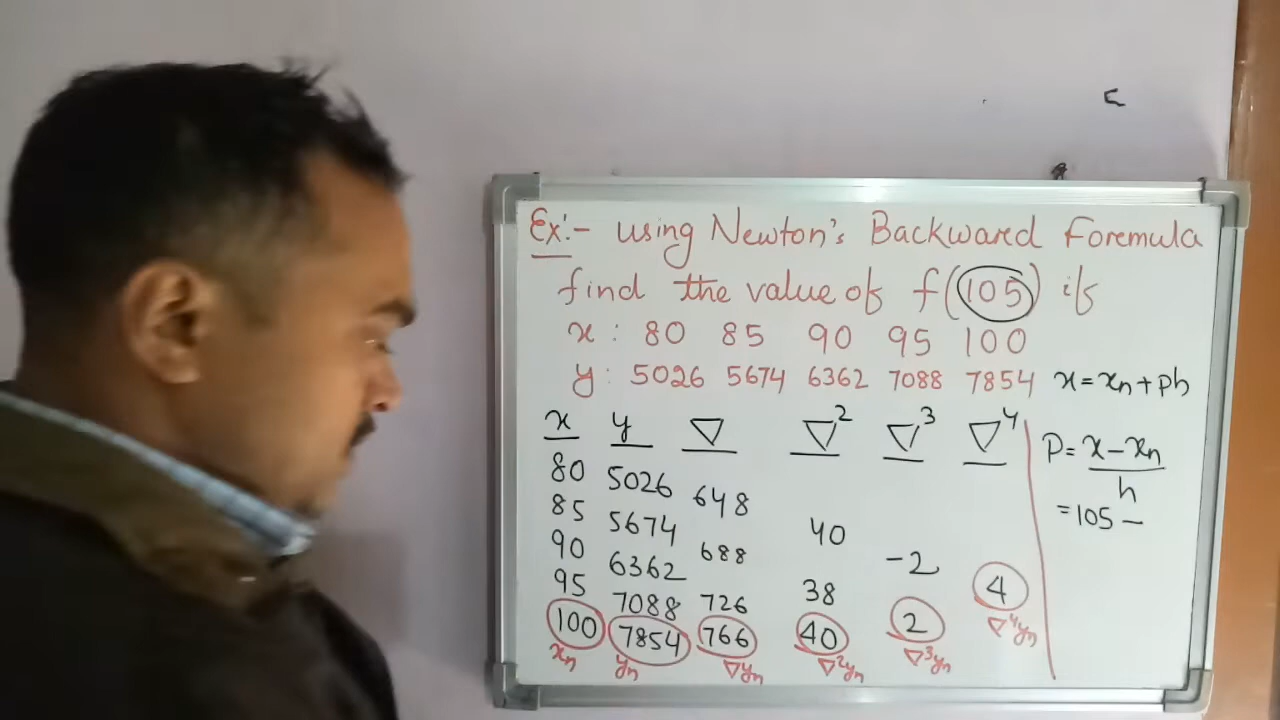 Ex:- using Newton's Backward Foremula
find the value of f(105) if
x : 80 85 90 95 100
y : 5026 5674 6362 7088 7854
x = xₙ + ph
x y ∇ ∇² ∇³ ∇⁴
80 5026 648
85 5674 40
90 6362 688 -2
95 7088 726 38 4
100 7854 766 40 2
xₙ yₙ ∇yₙ ∇²yₙ ∇³yₙ ∇⁴yₙ
P = x - xₙ
h
= 105 -